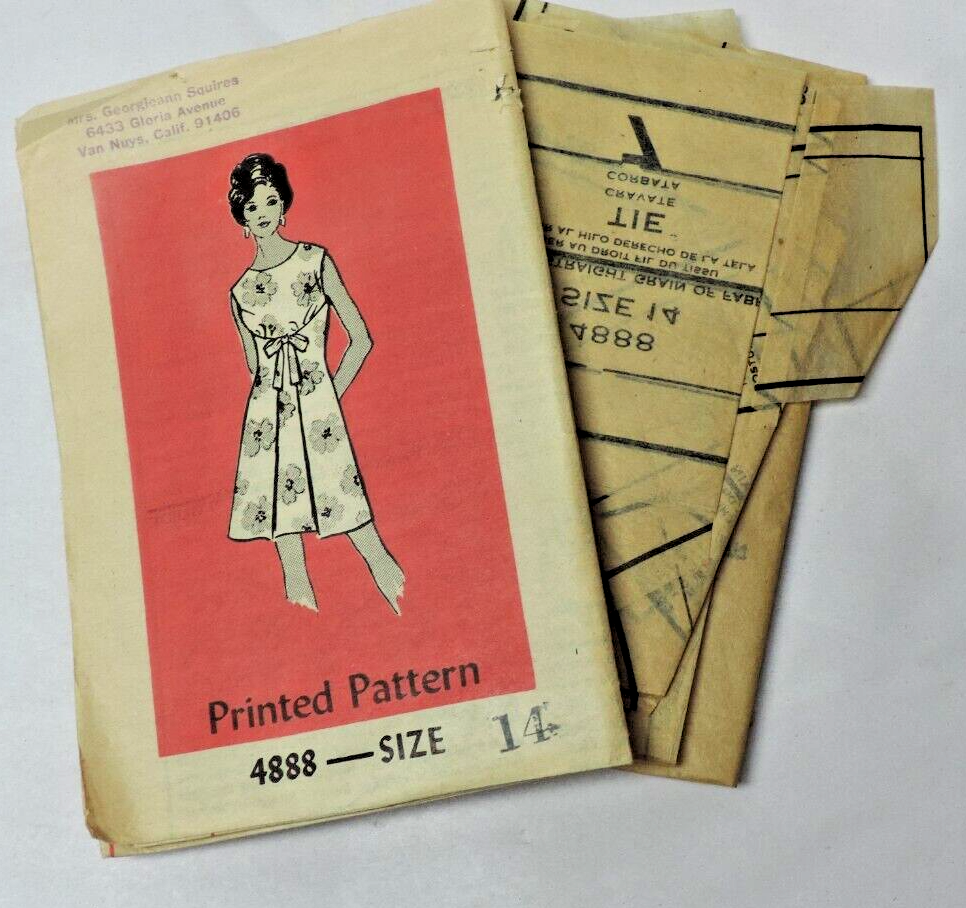 Mrs. Georgieann Squires
6433 Gloria Avenue
Van Nuys, Calif. 91406
Printed Pattern
4888 — SIZE 14
CORBATA
CRAVATE
TIE
AL HILO DERECHO DE LA TELA
AU DROIT FIL DU TISSU
STRAIGHT GRAIN OF
SIZE 14
4888